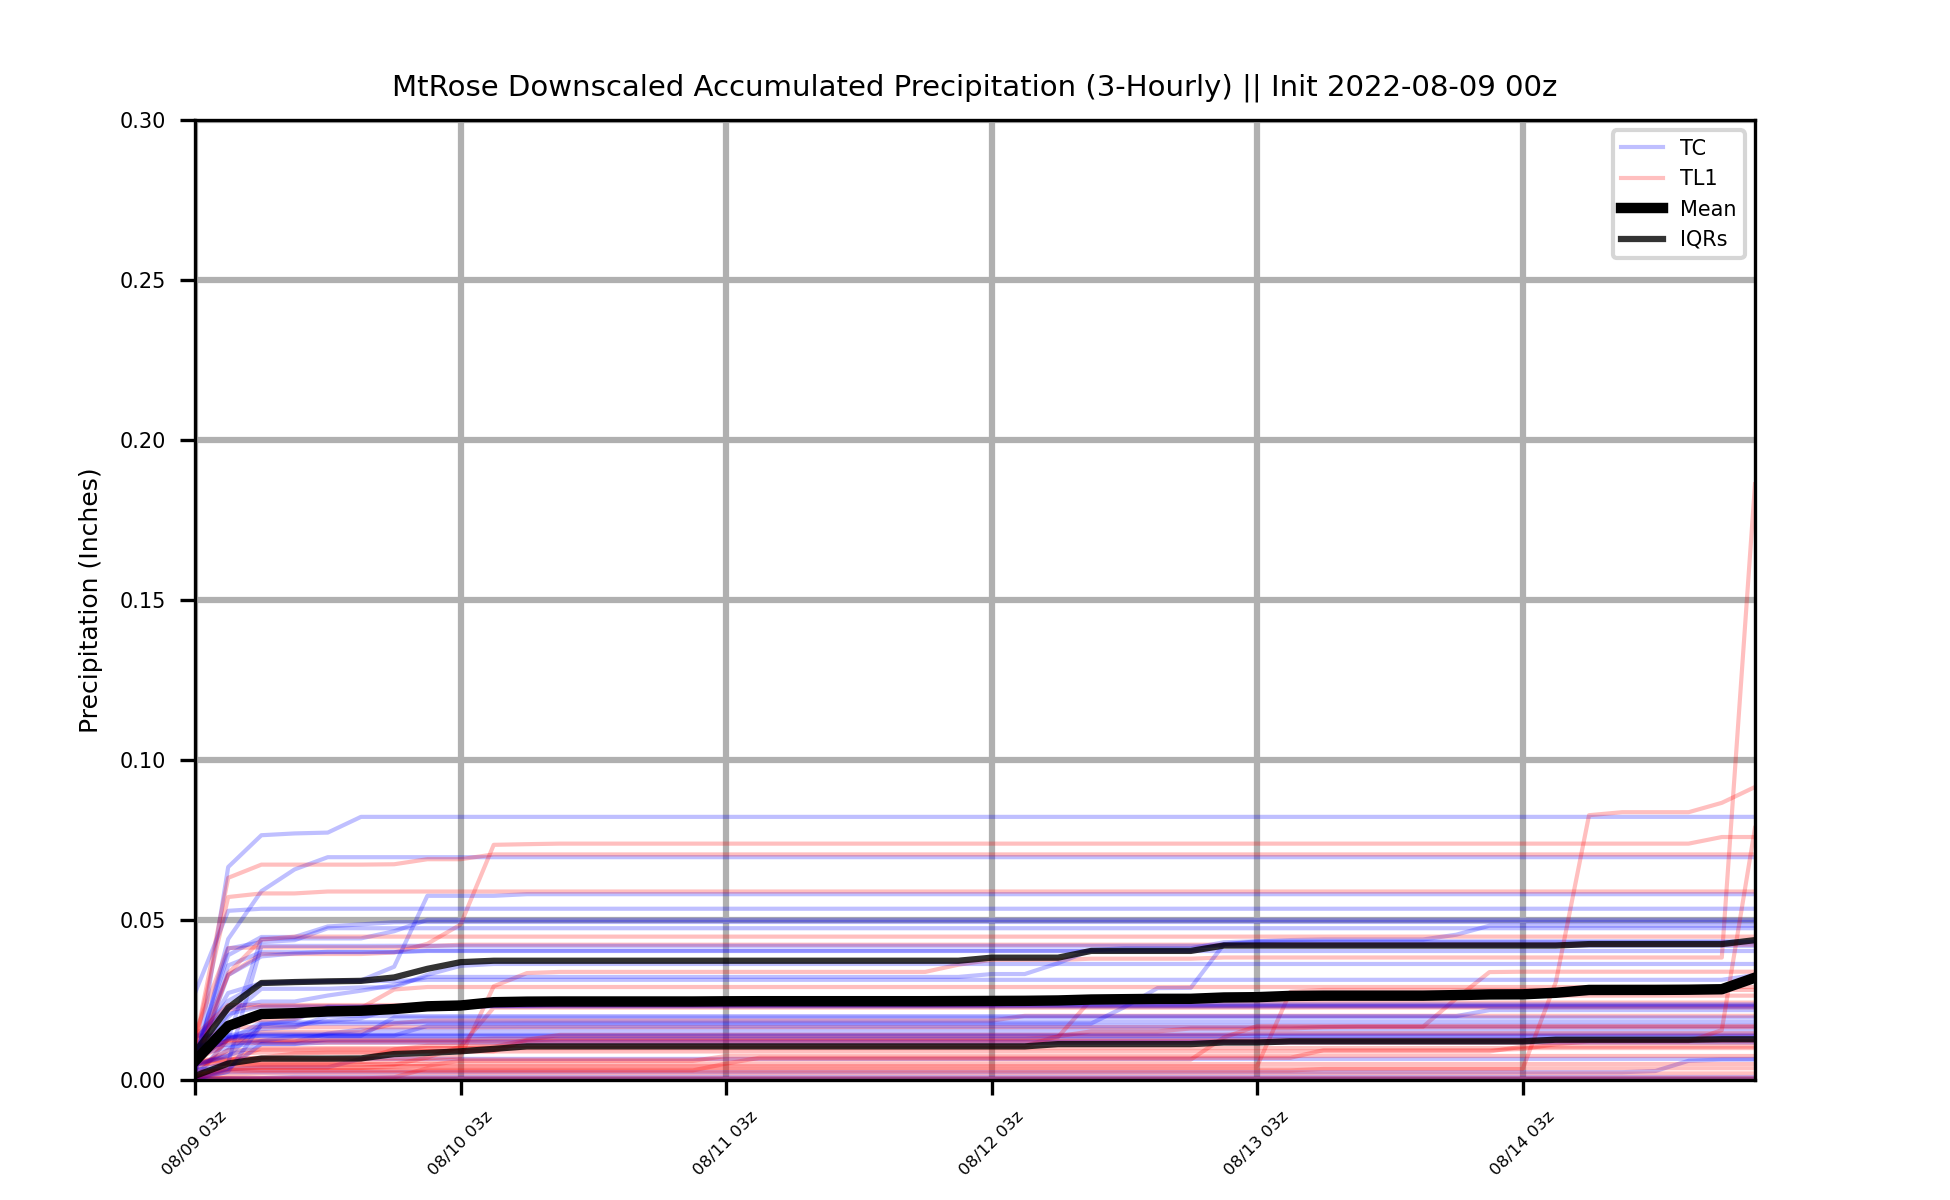 MtRose Downscaled Accumulated Precipitation (3-Hourly) || Init 2022-08-09 00z
0.30
0.25
0.20
0.15
0.10
0.05
0.00
Precipitation (Inches)
TC
TL1
Mean
IQRs
08/09 03z
08/10 03z
08/11 03z
08/12 03z
08/13 03z
08/14 03z